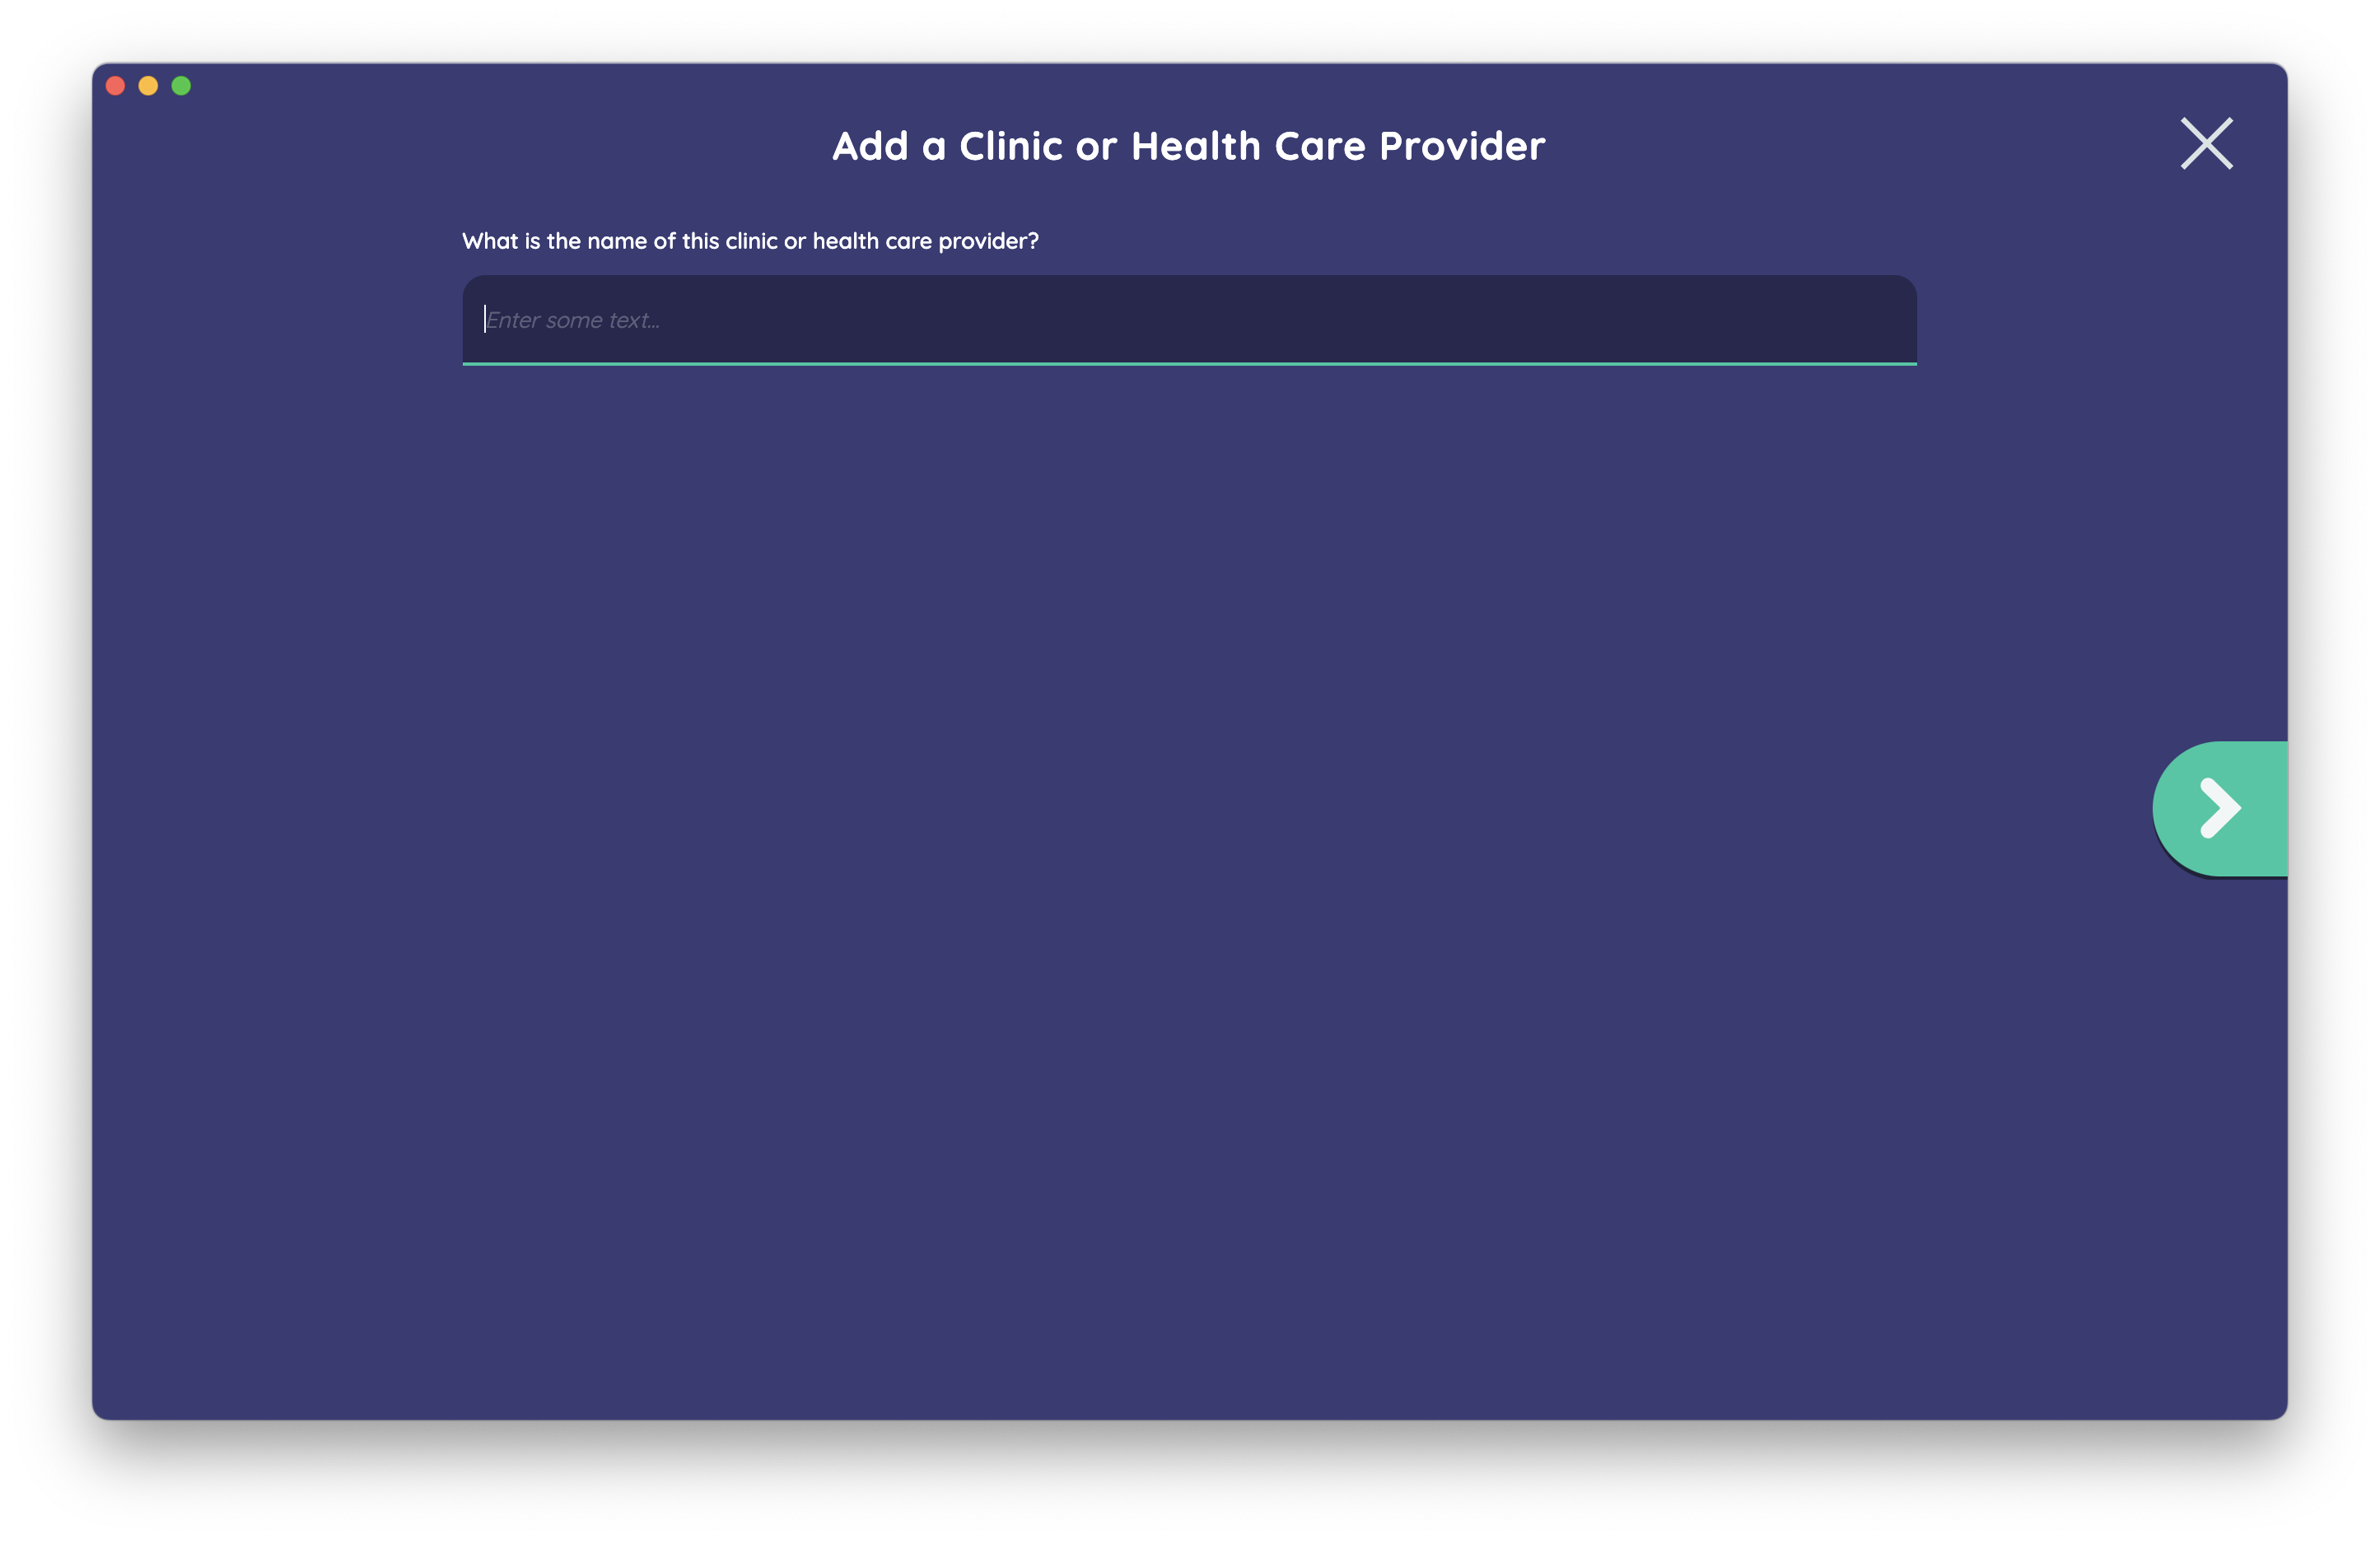 Add a Clinic or Health Care Provider
What is the name of this clinic or health care provider?
Enter some text...